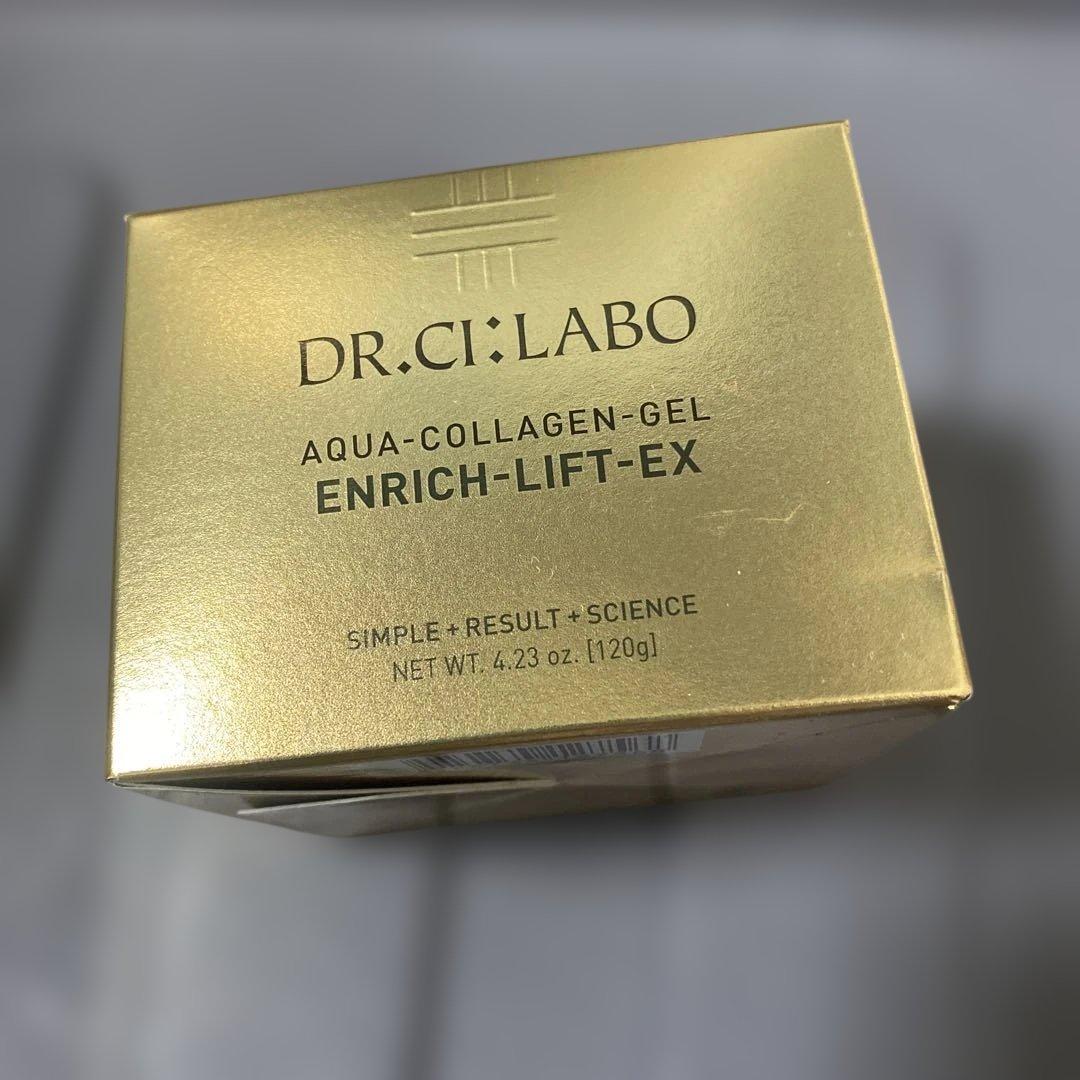 DR.CI:LABO
AQUA-COLLAGEN-GEL
ENRICH-LIFT-EX
SIMPLE+RESULT+SCIENCE
NET WT. 4.23 oz. [120g]